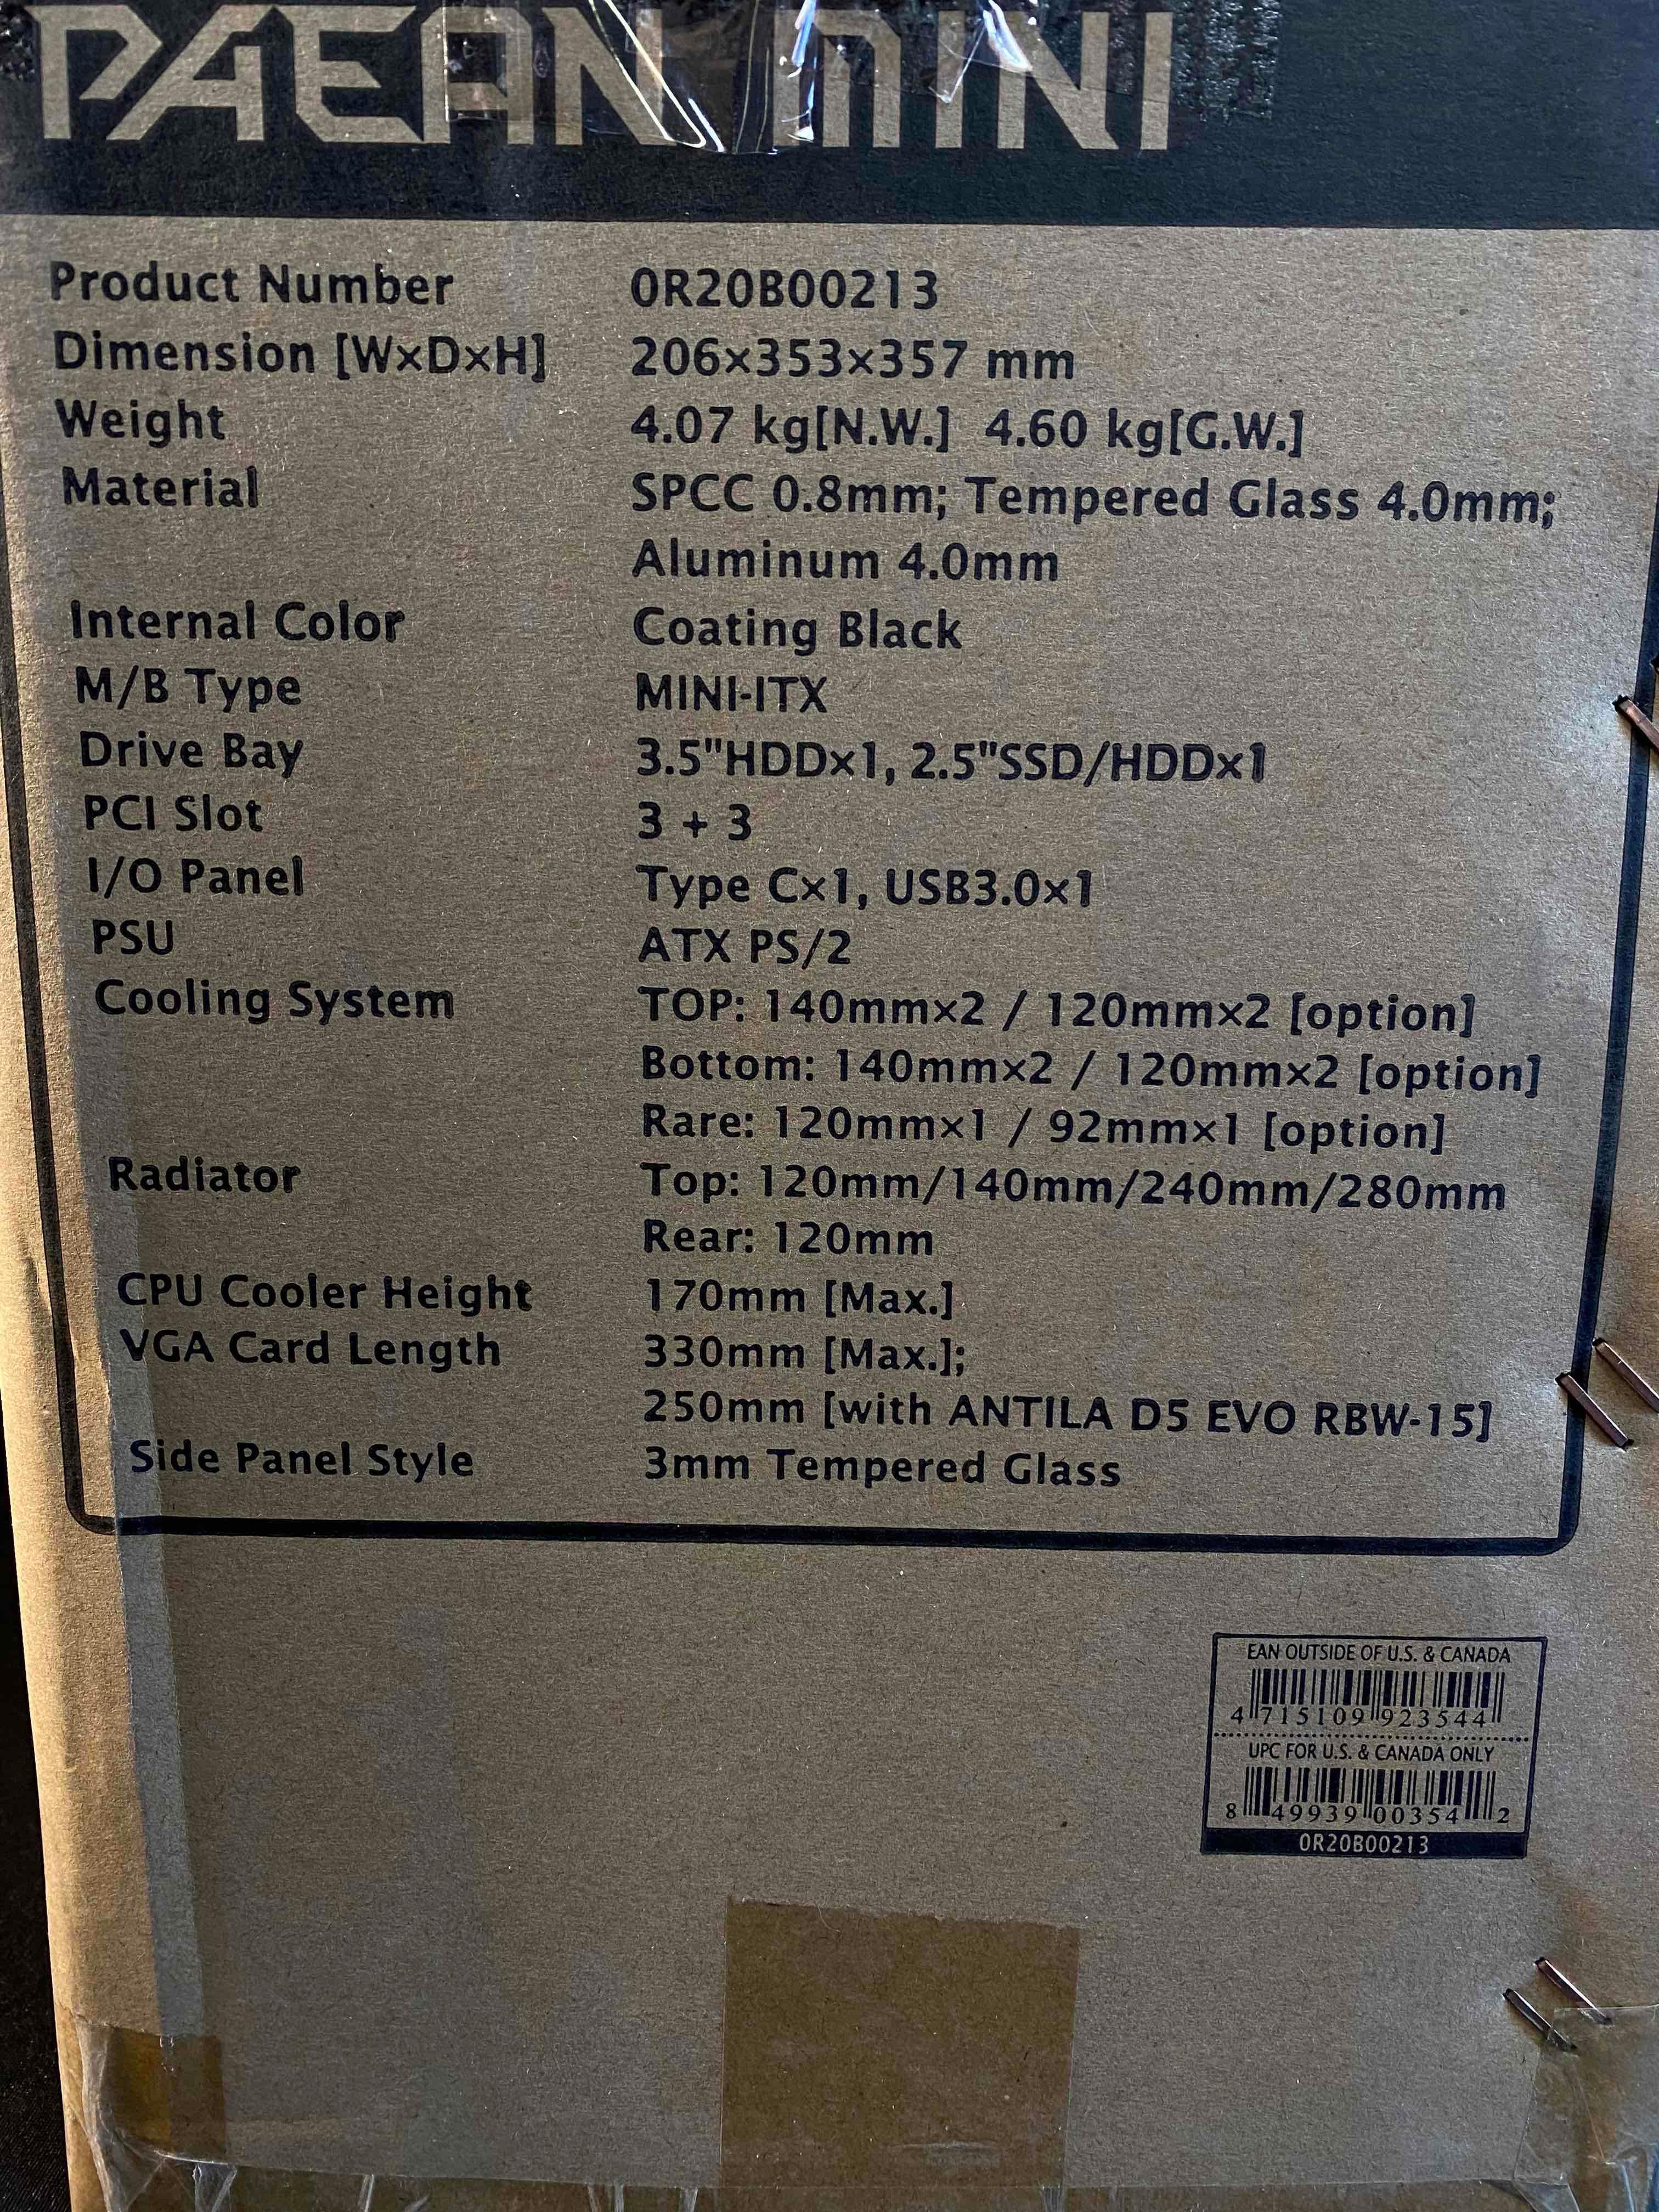 PAEAN MINI
Product Number 0R20B00213
Dimension [W×D×H] 206×353×357 mm
Weight 4.07 kg[N.W.] 4.60 kg[G.W.]
Material SPCC 0.8mm; Tempered Glass 4.0mm;
Aluminum 4.0mm
Internal Color Coating Black
M/B Type MINI-ITX
Drive Bay 3.5"HDD×1, 2.5"SSD/HDD×1
PCI Slot 3 + 3
I/O Panel Type C×1, USB3.0×1
PSU ATX PS/2
Cooling System TOP: 140mm×2 / 120mm×2 [option]
Bottom: 140mm×2 / 120mm×2 [option]
Rare: 120mm×1 / 92mm×1 [option]
Radiator Top: 120mm/140mm/240mm/280mm
Rear: 120mm
CPU Cooler Height 170mm [Max.]
VGA Card Length 330mm [Max.];
250mm [with ANTILA D5 EVO RBW-15]
Side Panel Style 3mm Tempered Glass
EAN OUTSIDE OF U.S. & CANADA
4 715109 923544
UPC FOR U.S. & CANADA ONLY
8 49939 00354 2
0R20B00213